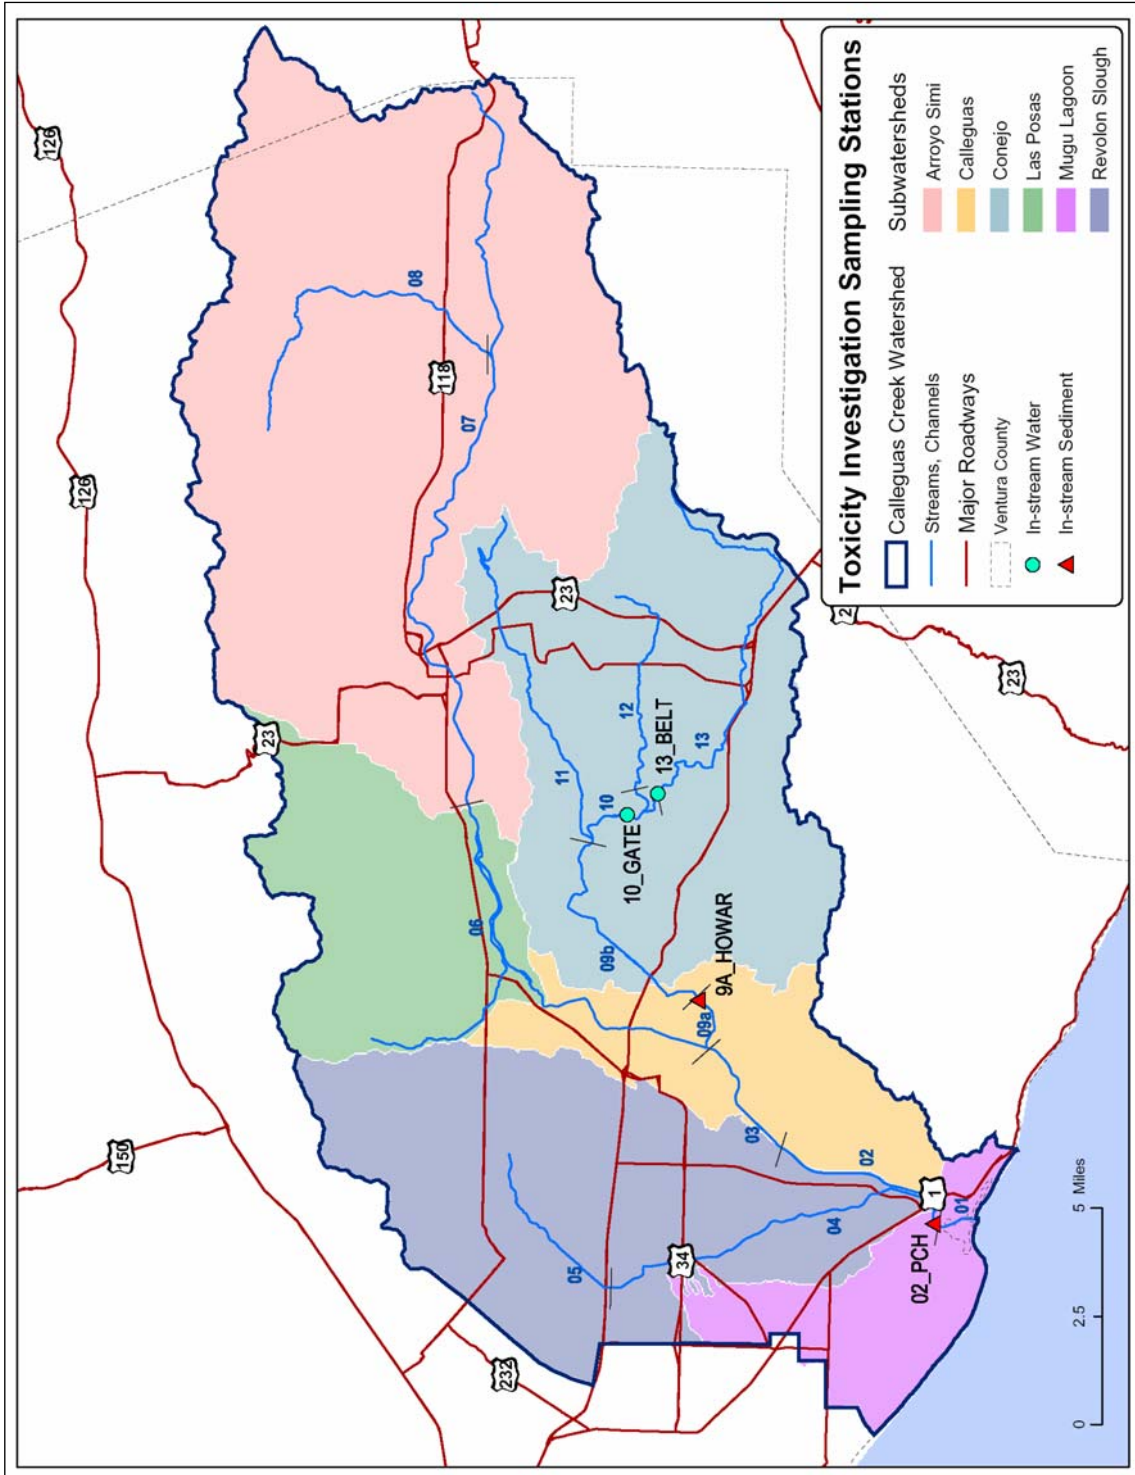 126
126
150
23
118
08
07
06
11
12
23
10
13_BELT
13
10_GATE
09b
9A_HOWAR
09a
03
02
05
04
34
232
1
01
02_PCH
23
0 2.5 5 Miles
Toxicity Investigation Sampling Stations
Calleguas Creek Watershed
Streams, Channels
Major Roadways
Ventura County
In-stream Water
In-stream Sediment
Subwatersheds
Arroyo Simi
Calleguas
Conejo
Las Posas
Mugu Lagoon
Revolon Slough